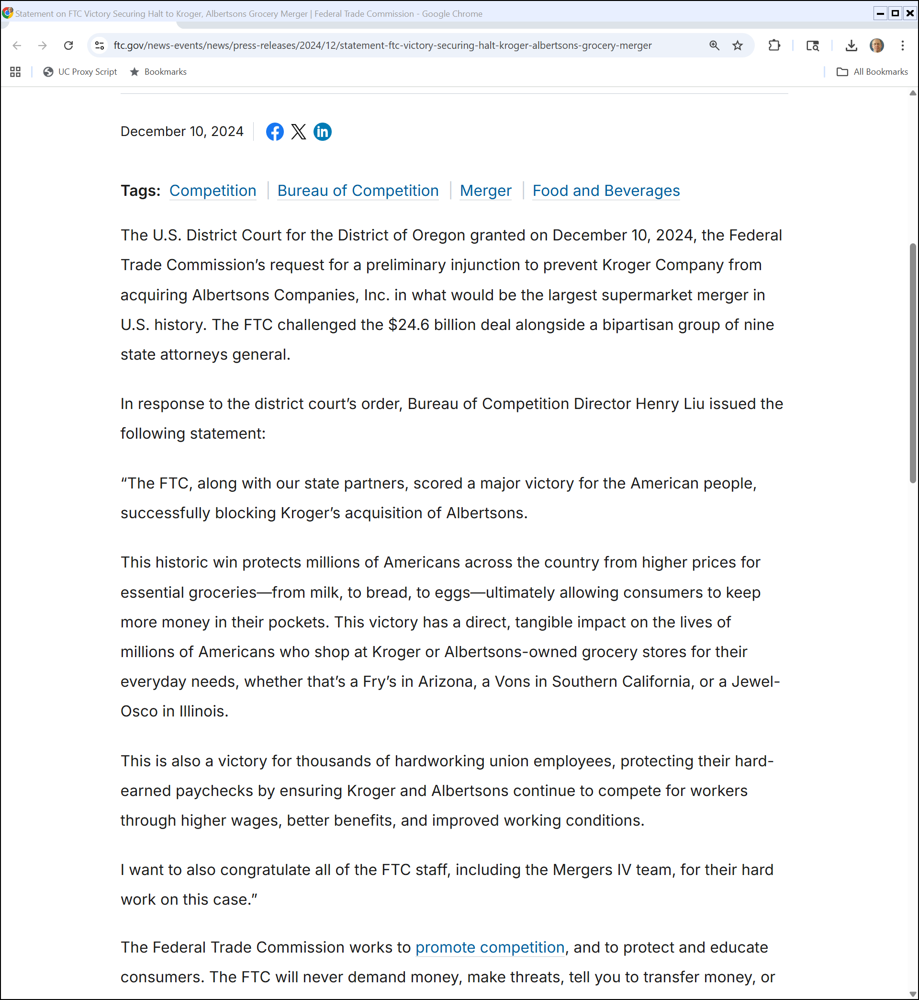 Statement on FTC Victory Securing Halt to Kroger, Albertsons Grocery Merger | Federal Trade Commission - Google Chrome
ftc.gov/news-events/news/press-releases/2024/12/statement-ftc-victory-securing-halt-kroger-albertsons-grocery-merger
UC Proxy Script Bookmarks All Bookmarks
December 10, 2024
Tags: Competition | Bureau of Competition | Merger | Food and Beverages
The U.S. District Court for the District of Oregon granted on December 10, 2024, the Federal
Trade Commission’s request for a preliminary injunction to prevent Kroger Company from
acquiring Albertsons Companies, Inc. in what would be the largest supermarket merger in
U.S. history. The FTC challenged the $24.6 billion deal alongside a bipartisan group of nine
state attorneys general.
In response to the district court’s order, Bureau of Competition Director Henry Liu issued the
following statement:
“The FTC, along with our state partners, scored a major victory for the American people,
successfully blocking Kroger’s acquisition of Albertsons.
This historic win protects millions of Americans across the country from higher prices for
essential groceries—from milk, to bread, to eggs—ultimately allowing consumers to keep
more money in their pockets. This victory has a direct, tangible impact on the lives of
millions of Americans who shop at Kroger or Albertsons-owned grocery stores for their
everyday needs, whether that’s a Fry’s in Arizona, a Vons in Southern California, or a Jewel-
Osco in Illinois.
This is also a victory for thousands of hardworking union employees, protecting their hard-
earned paychecks by ensuring Kroger and Albertsons continue to compete for workers
through higher wages, better benefits, and improved working conditions.
I want to also congratulate all of the FTC staff, including the Mergers IV team, for their hard
work on this case.”
The Federal Trade Commission works to promote competition, and to protect and educate
consumers. The FTC will never demand money, make threats, tell you to transfer money, or